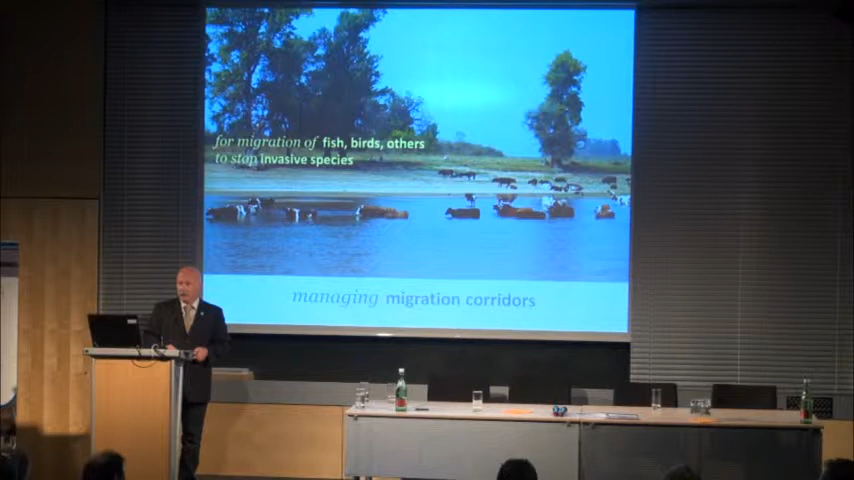 for migration of fish, birds, others
to stop invasive species
managing migration corridors